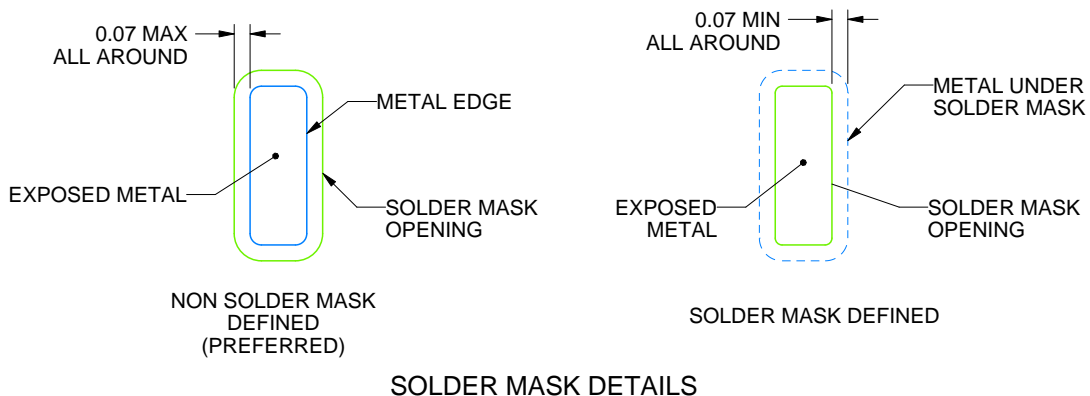 0.07 MAX
ALL AROUND
METAL EDGE
EXPOSED METAL
SOLDER MASK
OPENING
NON SOLDER MASK
DEFINED
(PREFERRED)
0.07 MIN
ALL AROUND
METAL UNDER
SOLDER MASK
EXPOSED
METAL
SOLDER MASK
OPENING
SOLDER MASK DEFINED
SOLDER MASK DETAILS